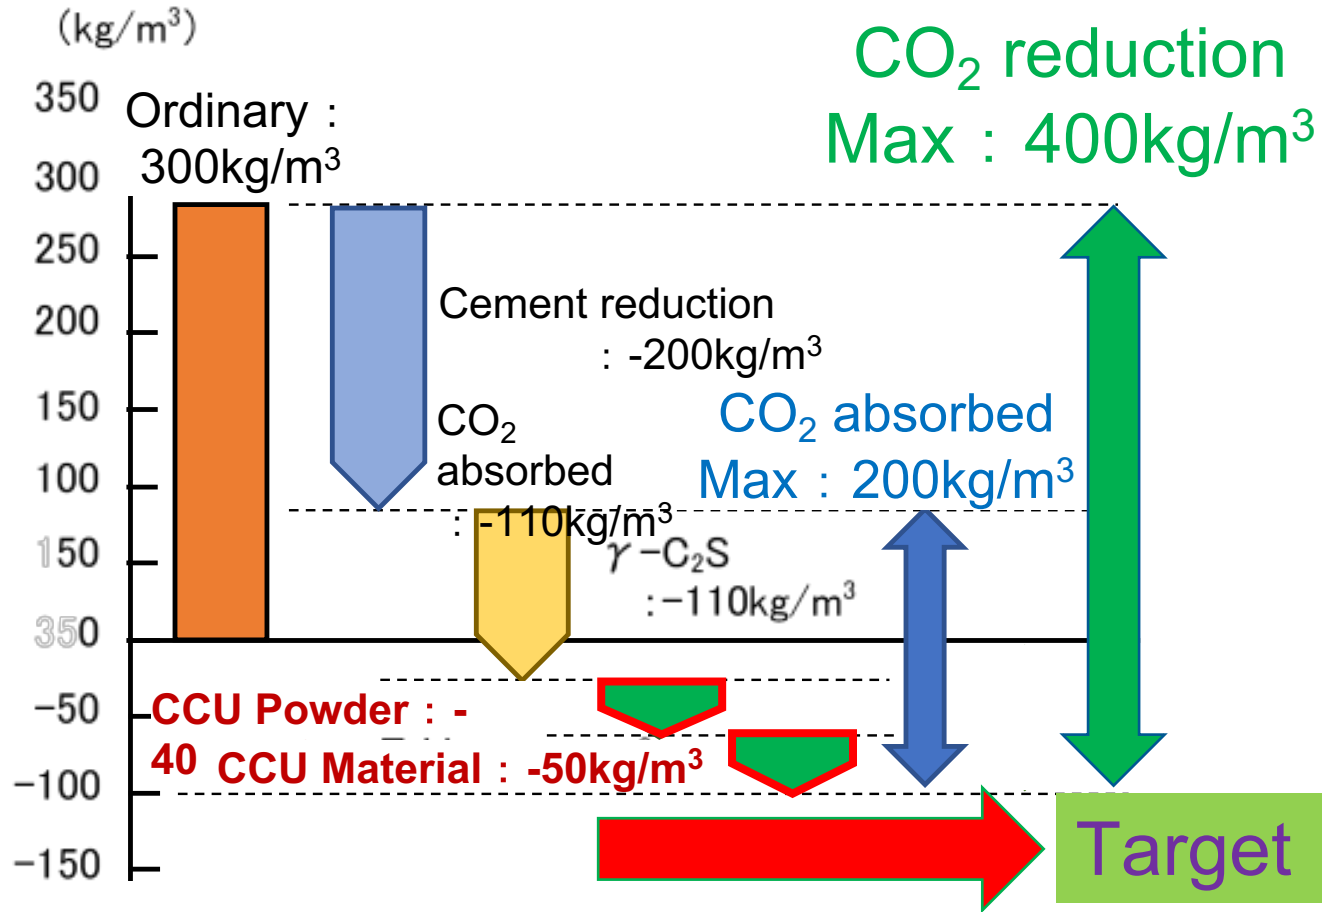 (kg/m³)
CO₂ reduction
Max：400kg/m³
350
Ordinary：
300kg/m³
300
250
200
150
100
150
350
-50
-100
-150
Cement reduction
：-200kg/m³
CO₂
absorbed
：-110kg/m³
CO₂ absorbed
Max：200kg/m³
γ-C₂S
:-110kg/m³
CCU Powder：-
40
CCU Material：-50kg/m³
Target